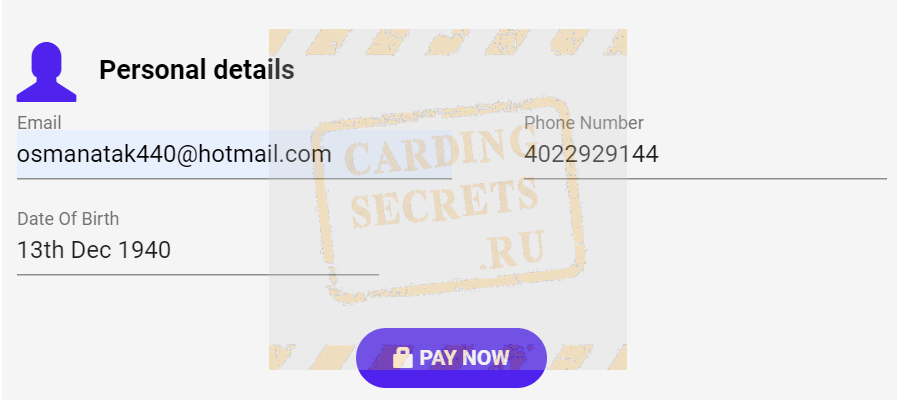 Personal details
Email
Phone Number
osmanatak440@hotmail.com
4022929144
Date Of Birth
13th Dec 1940
CARDING
SECRETS
.RU
PAY NOW